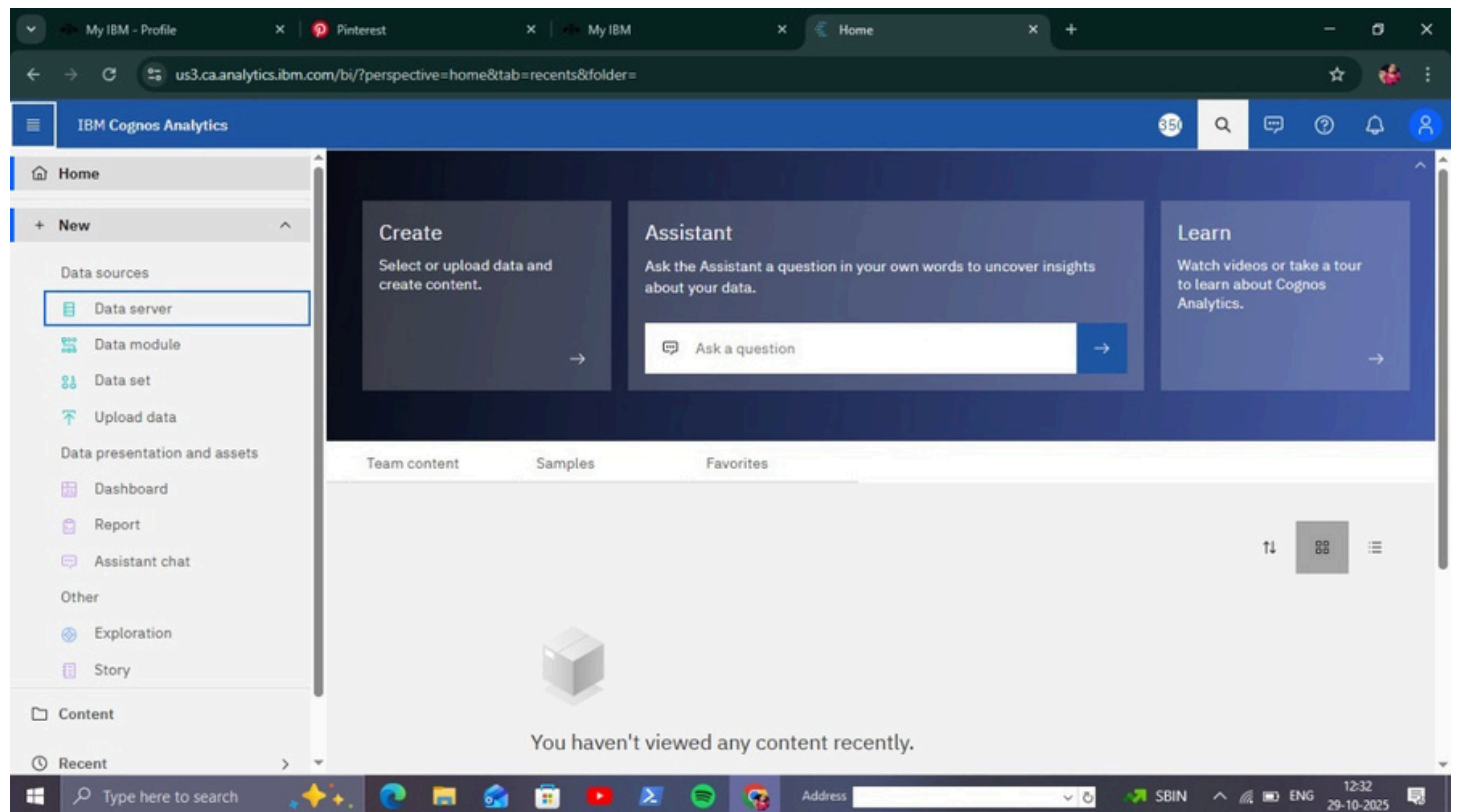 My IBM - Profile
Pinterest
My IBM
Home
us3.ca.analytics.ibm.com/bi/?perspective=home&tab=recents&folder=
IBM Cognos Analytics
350
Home
New
Data sources
Data server
Data module
Data set
Upload data
Data presentation and assets
Dashboard
Report
Assistant chat
Other
Exploration
Story
Content
Recent
Create
Select or upload data and
create content.
Assistant
Ask the Assistant a question in your own words to uncover insights
about your data.
Ask a question
Learn
Watch videos or take a tour
to learn about Cognos
Analytics.
Team content
Samples
Favorites
You haven't viewed any content recently.
Type here to search
Address
SBIN
ENG
12:32
29-10-2025